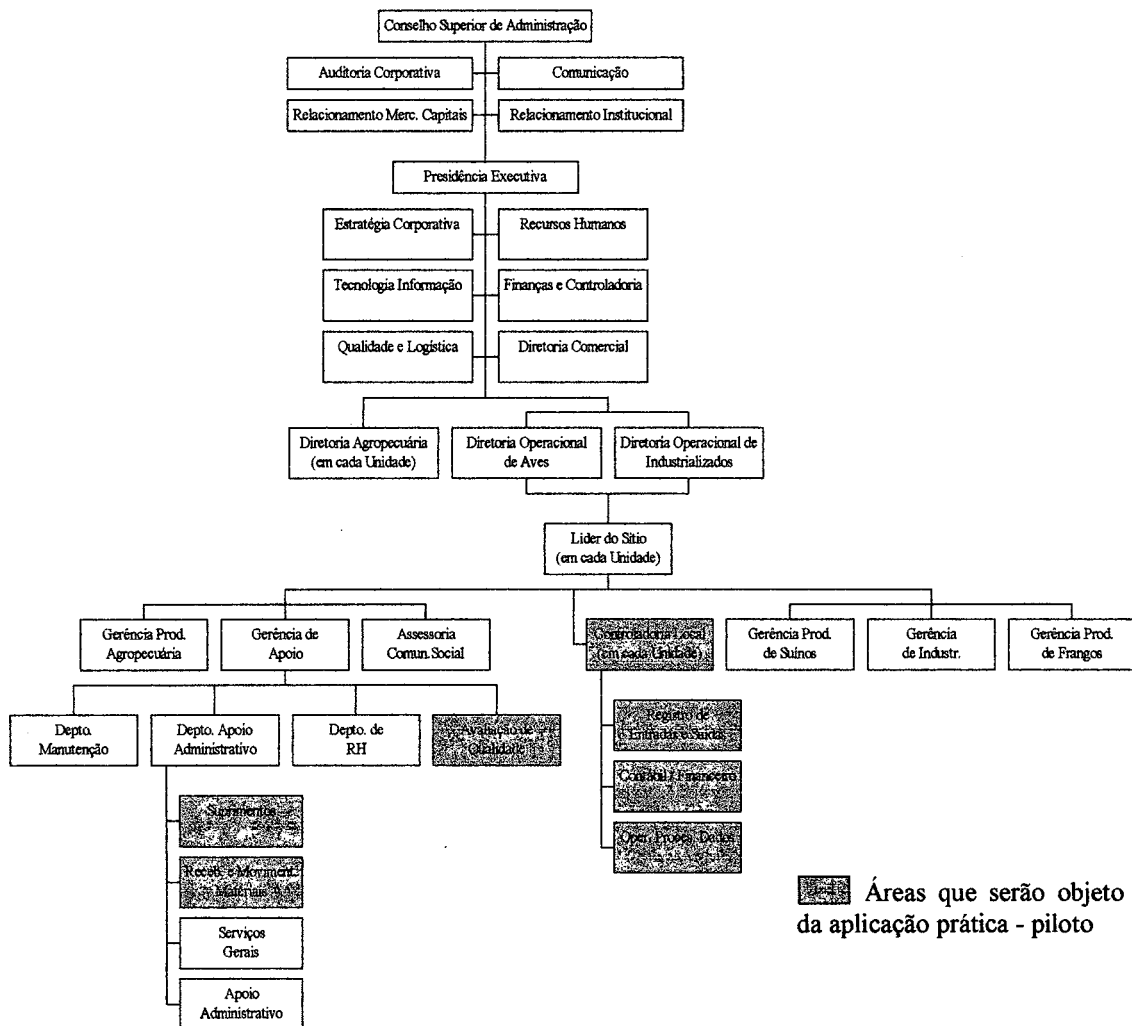 Conselho Superior de Administração
Auditoria Corporativa
Comunicação
Relacionamento Merc. Capitais
Relacionamento Institucional
Presidência Executiva
Estratégia Corporativa
Recursos Humanos
Tecnologia Informação
Finanças e Controladoria
Qualidade e Logística
Diretoria Comercial
Diretoria Agropecuária
(em cada Unidade)
Diretoria Operacional
de Aves
Diretoria Operacional de
Industrializados
Lider do Sítio
(em cada Unidade)
Gerência Prod.
Agropecuária
Gerência de
Apoio
Assessoria
Comun.Social
Controladoria Local
(em cada Unidade)
Gerência Prod.
de Suínos
Gerência
de Industr.
Gerência Prod.
de Frangos
Depto.
Manutenção
Depto. Apoio
Administrativo
Depto. de
RH
Avaliação de
Qualidade
Registro de
Entradas e Saídas
Contábil / Financeiro
Oper. Proces. Dados
Suprimentos
Receb. e Moviment.
Materiais
Serviços
Gerais
Apoio
Administrativo
Áreas que serão objeto
da aplicação prática - piloto